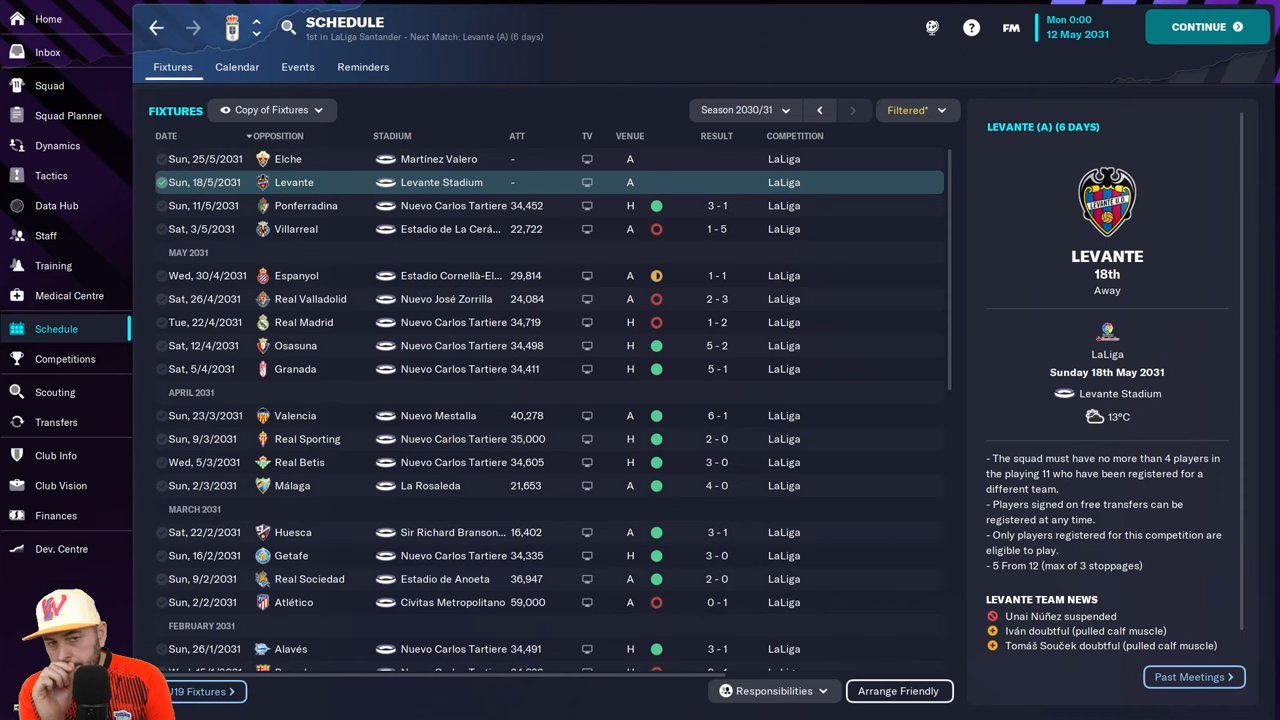 Home
Inbox
Squad
Squad Planner
Dynamics
Tactics
Data Hub
Staff
Training
Medical Centre
Schedule
Competitions
Scouting
Transfers
Club Info
Club Vision
Finances
Dev. Centre
SCHEDULE
1st in LaLiga Santander - Next Match: Levante (A) (6 days)
? FM Mon 0:00
12 May 2031
CONTINUE
Fixtures Calendar Events Reminders
FIXTURES Copy of Fixtures Season 2030/31 Filtered*
DATE OPPOSITION STADIUM ATT TV VENUE RESULT COMPETITION
Sun, 25/5/2031 Elche Martínez Valero - A LaLiga
Sun, 18/5/2031 Levante Levante Stadium - A LaLiga
Sun, 11/5/2031 Ponferradina Nuevo Carlos Tartiere 34,452 H 3 - 1 LaLiga
Sat, 3/5/2031 Villarreal Estadio de La Cerá... 22,722 A 1 - 5 LaLiga
MAY 2031
Wed, 30/4/2031 Espanyol Estadio Cornellà-El... 29,814 A 1 - 1 LaLiga
Sat, 26/4/2031 Real Valladolid Nuevo José Zorrilla 24,084 A 2 - 3 LaLiga
Tue, 22/4/2031 Real Madrid Nuevo Carlos Tartiere 34,719 H 1 - 2 LaLiga
Sat, 12/4/2031 Osasuna Nuevo Carlos Tartiere 34,498 H 5 - 2 LaLiga
Sat, 5/4/2031 Granada Nuevo Carlos Tartiere 34,411 H 5 - 1 LaLiga
APRIL 2031
Sun, 23/3/2031 Valencia Nuevo Mestalla 40,278 A 6 - 1 LaLiga
Sun, 9/3/2031 Real Sporting Nuevo Carlos Tartiere 35,000 H 2 - 0 LaLiga
Wed, 5/3/2031 Real Betis Nuevo Carlos Tartiere 34,605 H 3 - 0 LaLiga
Sun, 2/3/2031 Málaga La Rosaleda 21,653 A 4 - 0 LaLiga
MARCH 2031
Sat, 22/2/2031 Huesca Sir Richard Branson... 16,402 A 3 - 1 LaLiga
Sun, 16/2/2031 Getafe Nuevo Carlos Tartiere 34,335 H 3 - 0 LaLiga
Sun, 9/2/2031 Real Sociedad Estadio de Anoeta 36,947 A 2 - 0 LaLiga
Sun, 2/2/2031 Atlético Cívitas Metropolitano 59,000 A 0 - 1 LaLiga
FEBRUARY 2031
Sun, 26/1/2031 Alavés Nuevo Carlos Tartiere 34,491 H 3 - 1 LaLiga
U19 Fixtures
Responsibilities Arrange Friendly
LEVANTE (A) (6 DAYS)
LEVANTE U.D.
LEVANTE
18th
Away
LaLiga
Sunday 18th May 2031
Levante Stadium
13°C
- The squad must have no more than 4 players in
the playing 11 who have been registered for a
different team.
- Players signed on free transfers can be
registered at any time.
- Only players registered for this competition are
eligible to play.
- 5 From 12 (max of 3 stoppages)
LEVANTE TEAM NEWS
Unai Núñez suspended
Iván doubtful (pulled calf muscle)
Tomáš Souček doubtful (pulled calf muscle)
Past Meetings